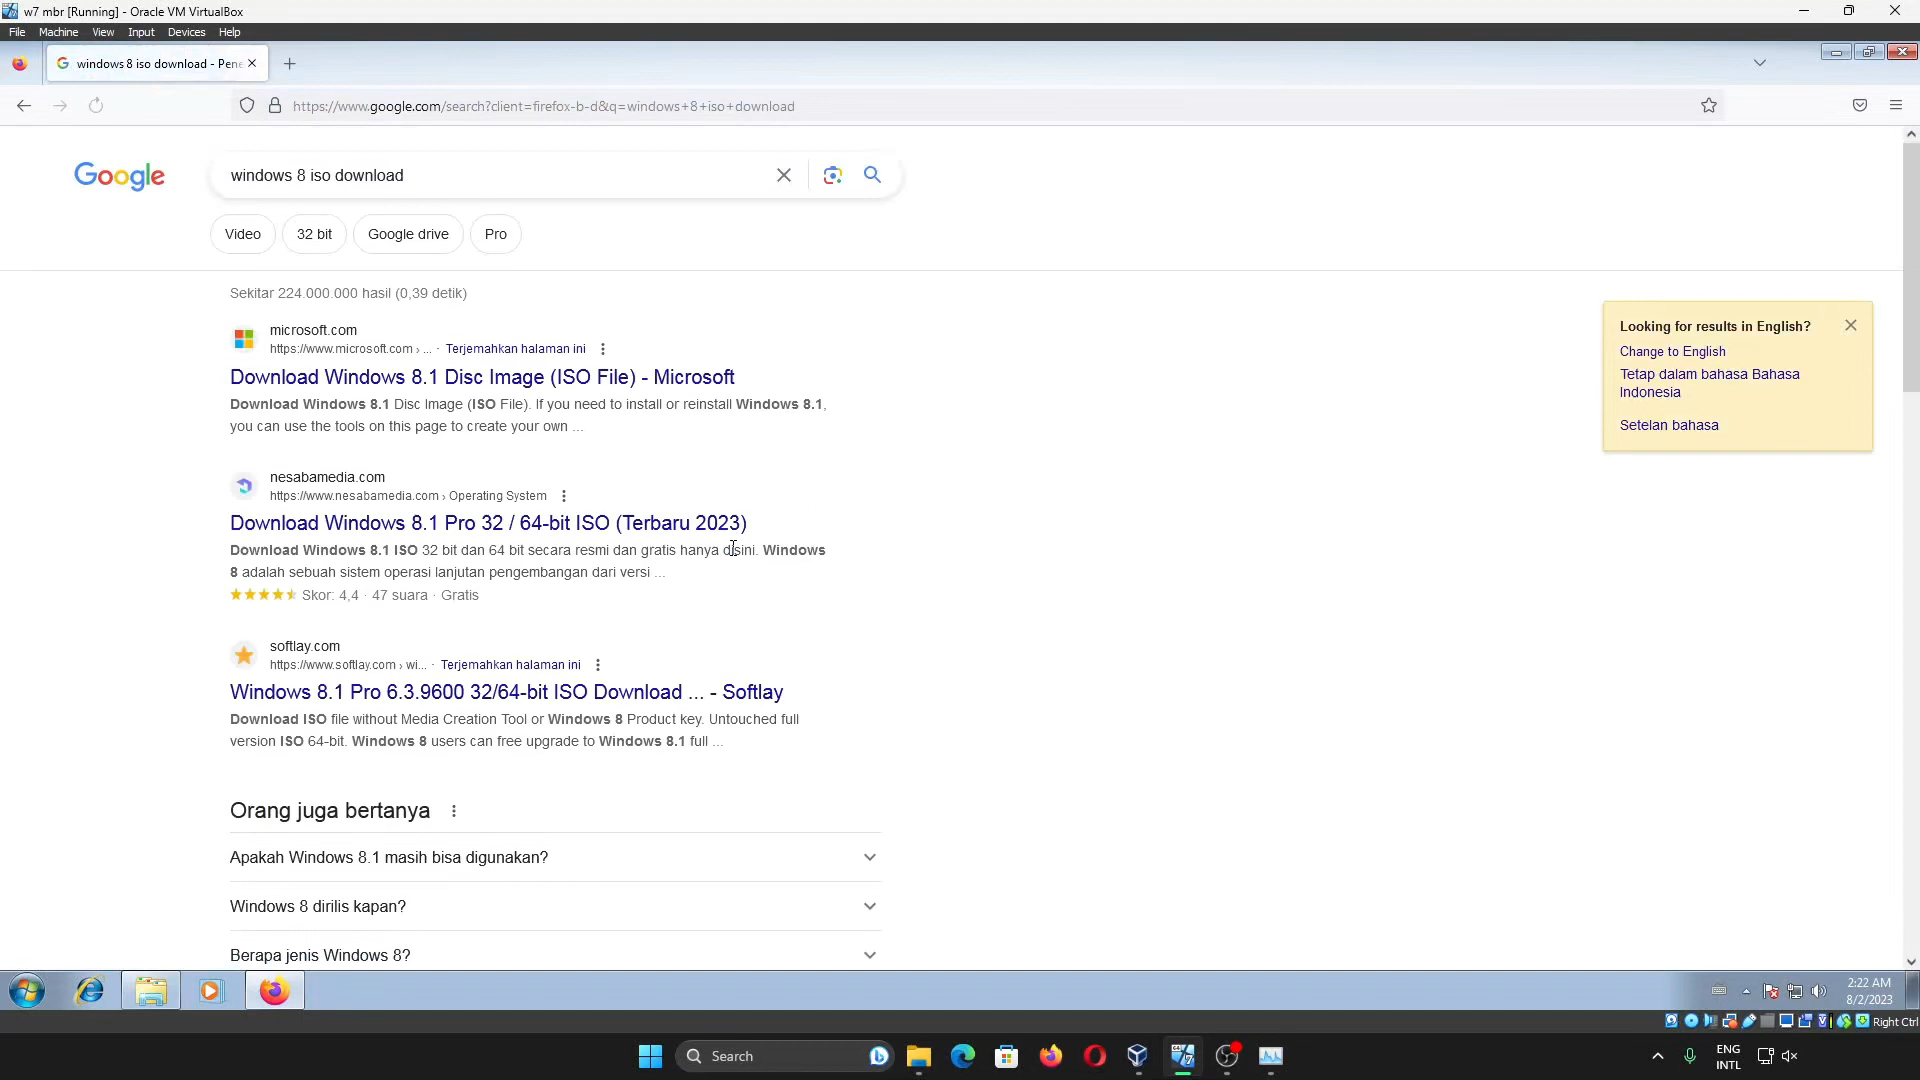 w7 mbr [Running] - Oracle VM VirtualBox
File Machine View Input Devices Help
windows 8 iso download - Pene
https://www.google.com/search?client=firefox-b-d&q=windows+8+iso+download
Google
windows 8 iso download
Video 32 bit Google drive Pro
Sekitar 224.000.000 hasil (0,39 detik)
microsoft.com
https://www.microsoft.com › ... · Terjemahkan halaman ini
Download Windows 8.1 Disc Image (ISO File) - Microsoft
Download Windows 8.1 Disc Image (ISO File). If you need to install or reinstall Windows 8.1,
you can use the tools on this page to create your own ...
nesabamedia.com
https://www.nesabamedia.com › Operating System
Download Windows 8.1 Pro 32 / 64-bit ISO (Terbaru 2023)
Download Windows 8.1 ISO 32 bit dan 64 bit secara resmi dan gratis hanya disini. Windows
8 adalah sebuah sistem operasi lanjutan pengembangan dari versi ...
Skor: 4,4 · 47 suara · Gratis
softlay.com
https://www.softlay.com › wi... · Terjemahkan halaman ini
Windows 8.1 Pro 6.3.9600 32/64-bit ISO Download ... - Softlay
Download ISO file without Media Creation Tool or Windows 8 Product key. Untouched full
version ISO 64-bit. Windows 8 users can free upgrade to Windows 8.1 full ...
Orang juga bertanya
Apakah Windows 8.1 masih bisa digunakan?
Windows 8 dirilis kapan?
Berapa jenis Windows 8?
Looking for results in English?
Change to English
Tetap dalam bahasa Bahasa
Indonesia
Setelan bahasa
2:22 AM
8/2/2023
Right Ctrl
Search
ENG
INTL